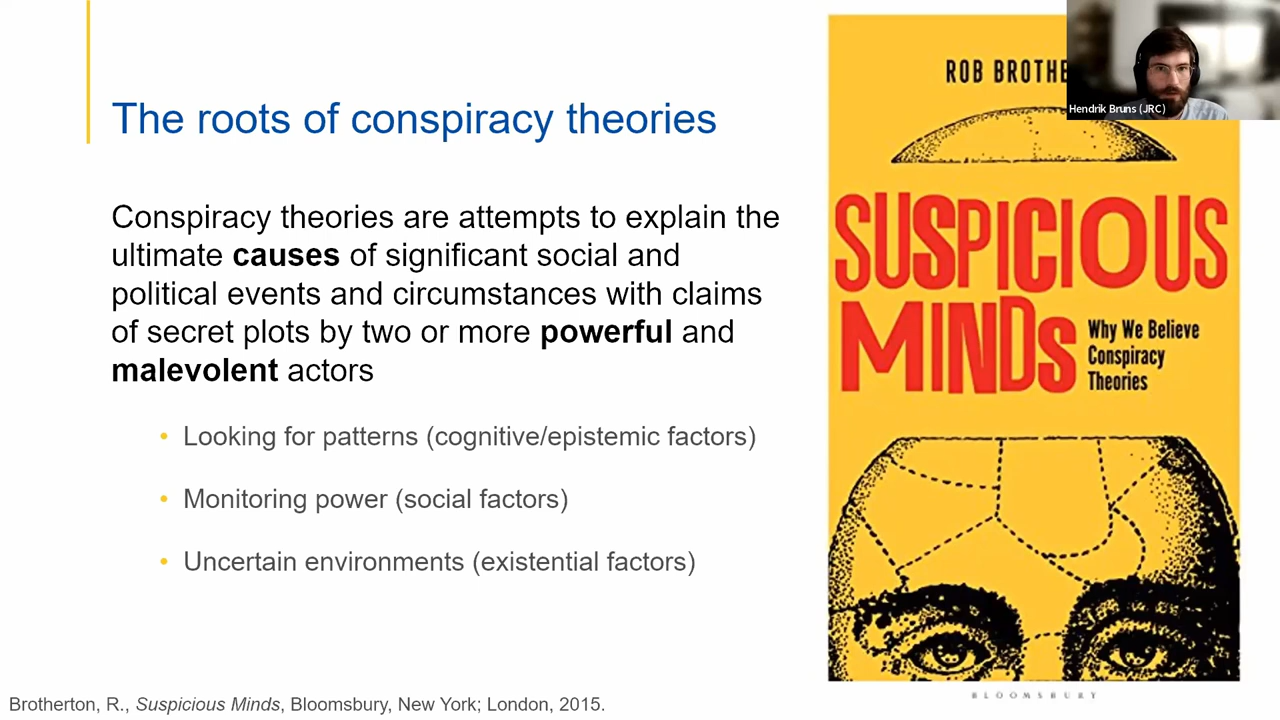 The roots of conspiracy theories
Conspiracy theories are attempts to explain the
ultimate causes of significant social and
political events and circumstances with claims
of secret plots by two or more powerful and
malevolent actors
• Looking for patterns (cognitive/epistemic factors)
• Monitoring power (social factors)
• Uncertain environments (existential factors)
Brotherton, R., Suspicious Minds, Bloomsbury, New York; London, 2015.
ROB BROTHE
Hendrik Bruns (JRC)
SUSPICIOUS
MINDS
Why We Believe
Conspiracy
Theories
BLOOMSBURY